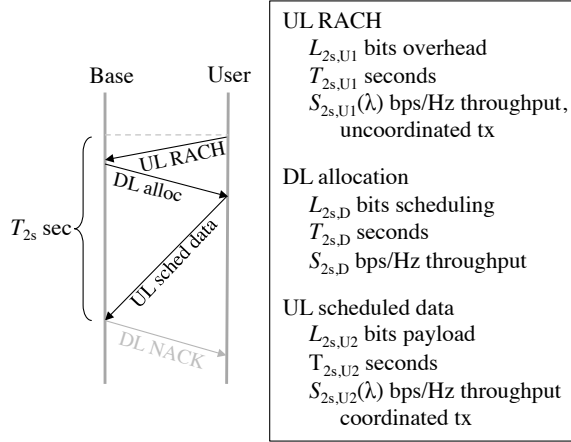 Base User
UL RACH
DL alloc
T2s sec
UL sched data
DL NACK
UL RACH
L2s,U1 bits overhead
T2s,U1 seconds
S2s,U1(λ) bps/Hz throughput,
uncoordinated tx
DL allocation
L2s,D bits scheduling
T2s,D seconds
S2s,D bps/Hz throughput
UL scheduled data
L2s,U2 bits payload
T2s,U2 seconds
S2s,U2(λ) bps/Hz throughput
coordinated tx